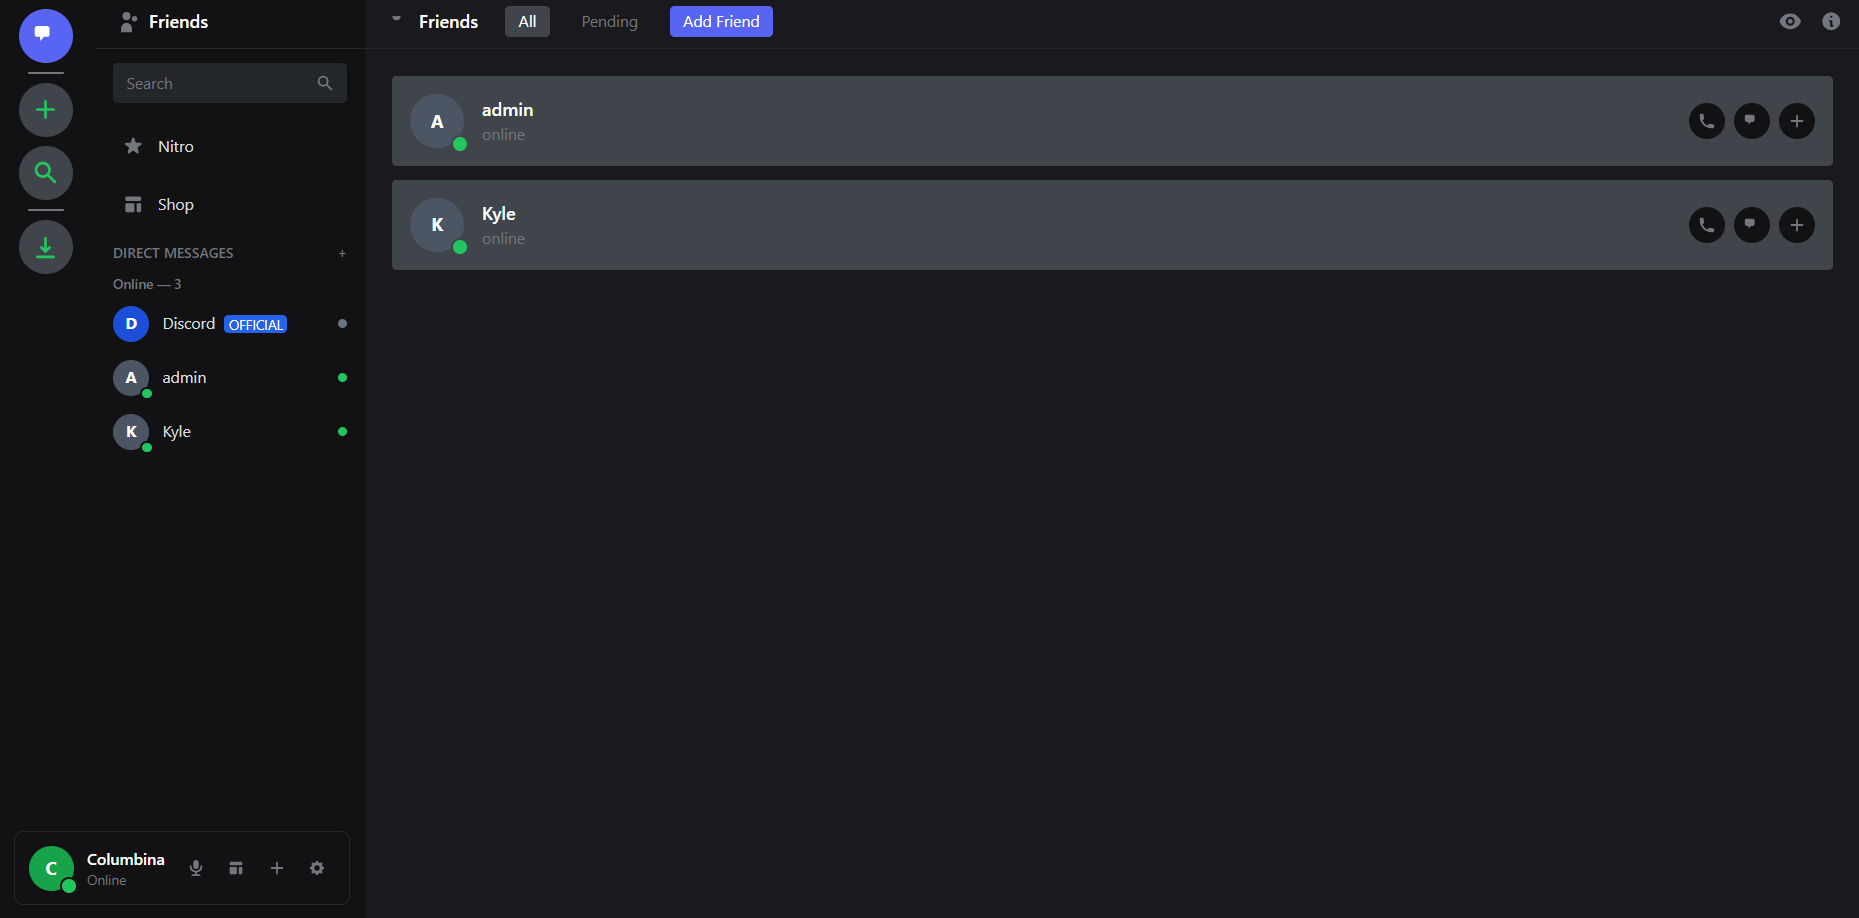 Friends
Search
Nitro
Shop
DIRECT MESSAGES +
Online — 3
D Discord OFFICIAL
A admin
K Kyle
C Columbina
Online
Friends All Pending Add Friend
A admin
online
K Kyle
online